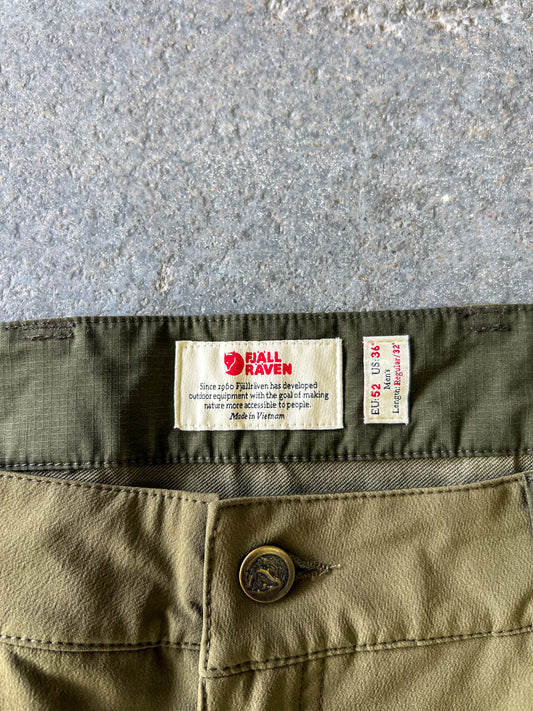 FJÄLL
RÄVEN
Since 1960 Fjällräven has developed
outdoor equipment with the goal of making
nature more accessible to people.
Made in Vietnam
EU: 52 US: 36"
Men's
Length: Regular/32"